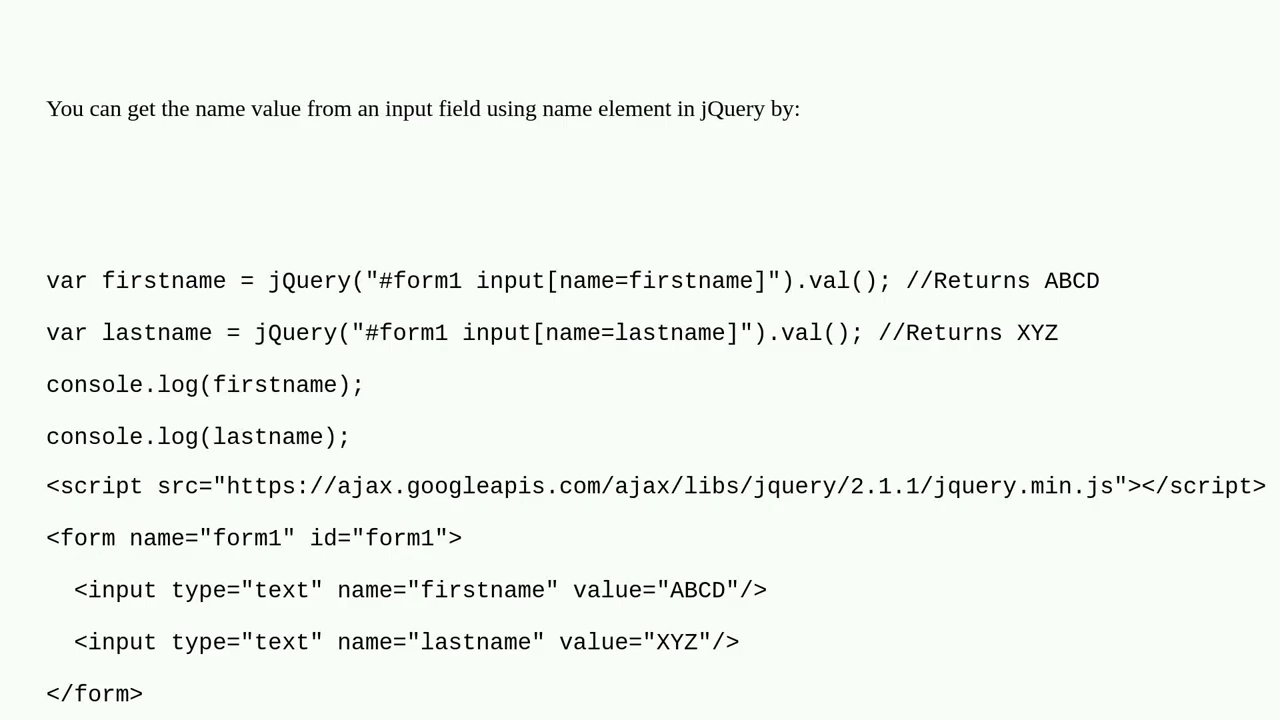 You can get the name value from an input field using name element in jQuery by:
var firstname = jQuery("#form1 input[name=firstname]").val(); //Returns ABCD
var lastname = jQuery("#form1 input[name=lastname]").val(); //Returns XYZ
console.log(firstname);
console.log(lastname);
<script src="https://ajax.googleapis.com/ajax/libs/jquery/2.1.1/jquery.min.js"></script>
<form name="form1" id="form1">
  <input type="text" name="firstname" value="ABCD"/>
  <input type="text" name="lastname" value="XYZ"/>
</form>